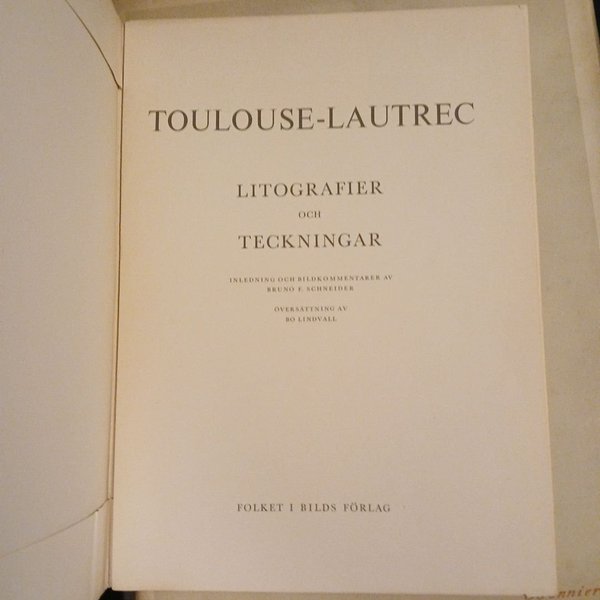 TOULOUSE-LAUTREC
LITOGRAFIER
OCH
TECKNINGAR
INLEDNING OCH BILDKOMMENTARER AV
BRUNO F. SCHNEIDER
ÖVERSÄTTNING AV
BO LINDVALL
FOLKET I BILDS FÖRLAG